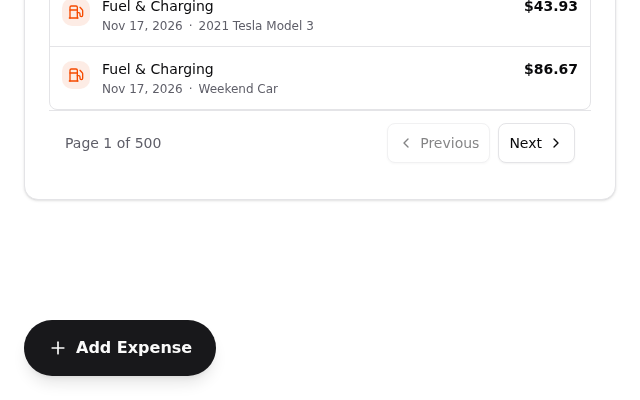 Fuel & Charging $43.93
Nov 17, 2026 · 2021 Tesla Model 3
Fuel & Charging $86.67
Nov 17, 2026 · Weekend Car
Page 1 of 500 Previous Next
Add Expense